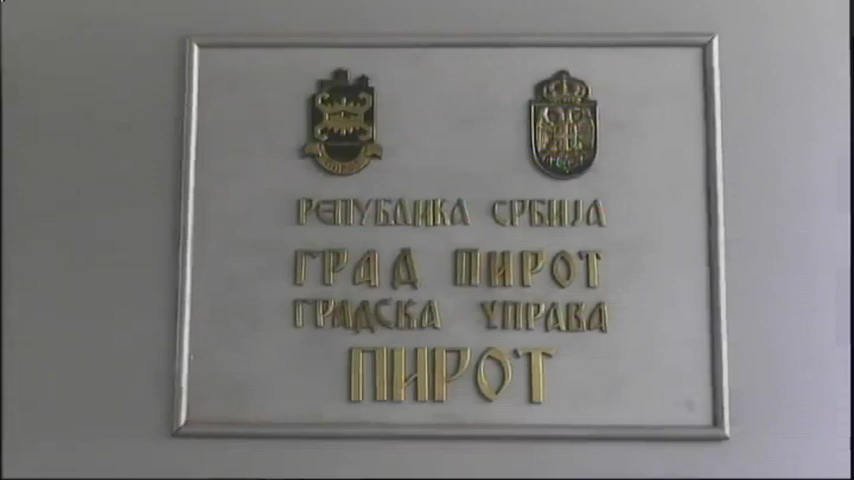 РЕПУБЛИКА СРБИЈА
ГРАД ПИРОТ
ГРАДСКА УПРАВА
ПИРОТ